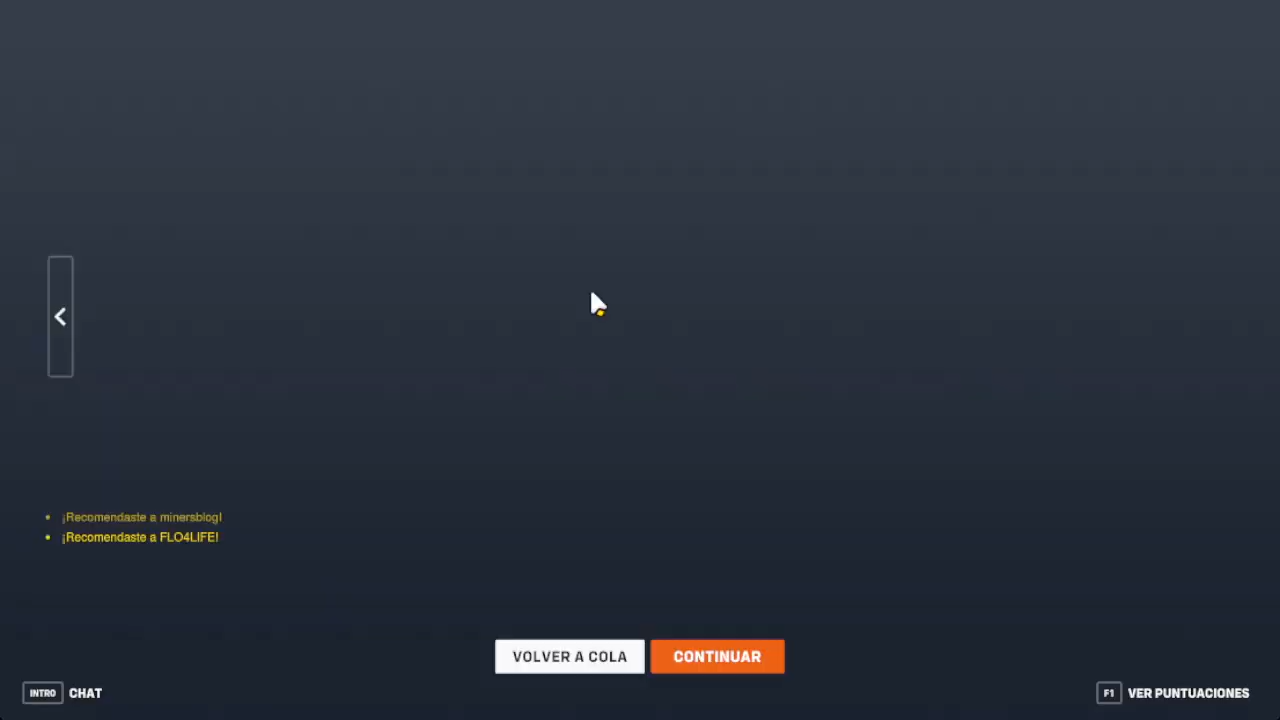 ¡Recomendaste a minersblog!
¡Recomendaste a FLO4LIFE!
VOLVER A COLA
CONTINUAR
INTRO CHAT
F1 VER PUNTUACIONES